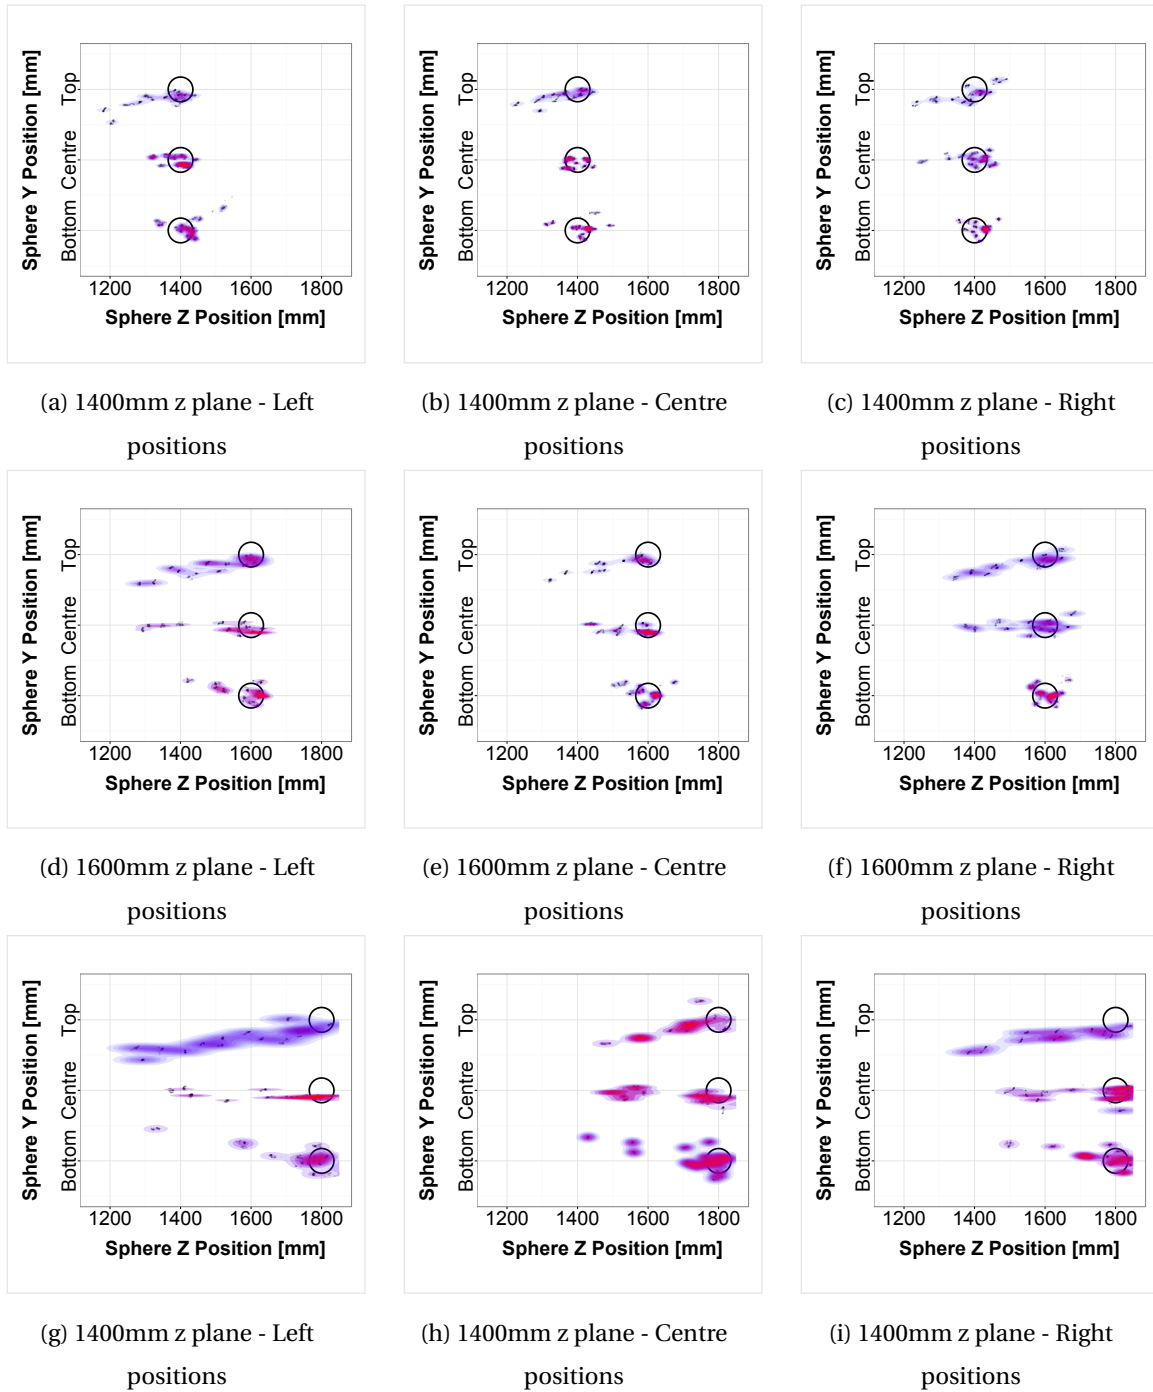 Sphere Y Position [mm]
Top
Centre
Bottom
1200 1400 1600 1800
Sphere Z Position [mm]
(a) 1400mm z plane - Left
positions
Sphere Y Position [mm]
Top
Centre
Bottom
1200 1400 1600 1800
Sphere Z Position [mm]
(b) 1400mm z plane - Centre
positions
Sphere Y Position [mm]
Top
Centre
Bottom
1200 1400 1600 1800
Sphere Z Position [mm]
(c) 1400mm z plane - Right
positions
Sphere Y Position [mm]
Top
Centre
Bottom
1200 1400 1600 1800
Sphere Z Position [mm]
(d) 1600mm z plane - Left
positions
Sphere Y Position [mm]
Top
Centre
Bottom
1200 1400 1600 1800
Sphere Z Position [mm]
(e) 1600mm z plane - Centre
positions
Sphere Y Position [mm]
Top
Centre
Bottom
1200 1400 1600 1800
Sphere Z Position [mm]
(f) 1600mm z plane - Right
positions
Sphere Y Position [mm]
Top
Centre
Bottom
1200 1400 1600 1800
Sphere Z Position [mm]
(g) 1400mm z plane - Left
positions
Sphere Y Position [mm]
Top
Centre
Bottom
1200 1400 1600 1800
Sphere Z Position [mm]
(h) 1400mm z plane - Centre
positions
Sphere Y Position [mm]
Top
Centre
Bottom
1200 1400 1600 1800
Sphere Z Position [mm]
(i) 1400mm z plane - Right
positions